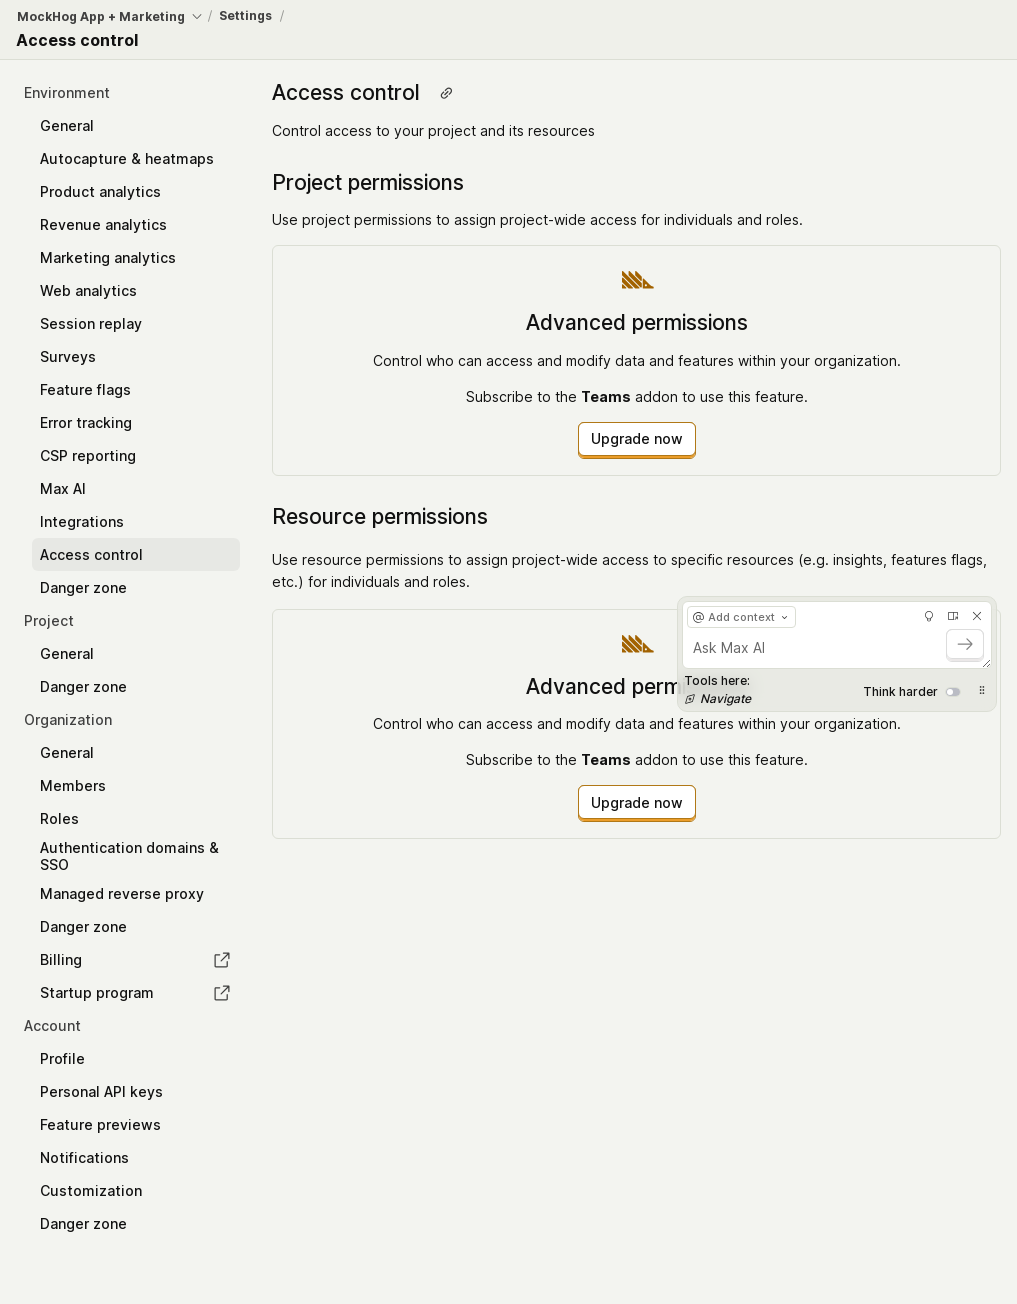 MockHog App + Marketing / Settings /
Access control
Environment
General
Autocapture & heatmaps
Product analytics
Revenue analytics
Marketing analytics
Web analytics
Session replay
Surveys
Feature flags
Error tracking
CSP reporting
Max AI
Integrations
Access control
Danger zone
Project
General
Danger zone
Organization
General
Members
Roles
Authentication domains &
SSO
Managed reverse proxy
Danger zone
Billing
Startup program
Account
Profile
Personal API keys
Feature previews
Notifications
Customization
Danger zone
Access control
Control access to your project and its resources
Project permissions
Use project permissions to assign project-wide access for individuals and roles.
Advanced permissions
Control who can access and modify data and features within your organization.
Subscribe to the Teams addon to use this feature.
Upgrade now
Resource permissions
Use resource permissions to assign project-wide access to specific resources (e.g. insights, features flags,
etc.) for individuals and roles.
Advanced permi
Control who can access and modify data and features within your organization.
Subscribe to the Teams addon to use this feature.
Upgrade now
@ Add context
Ask Max AI
Tools here:
Navigate
Think harder